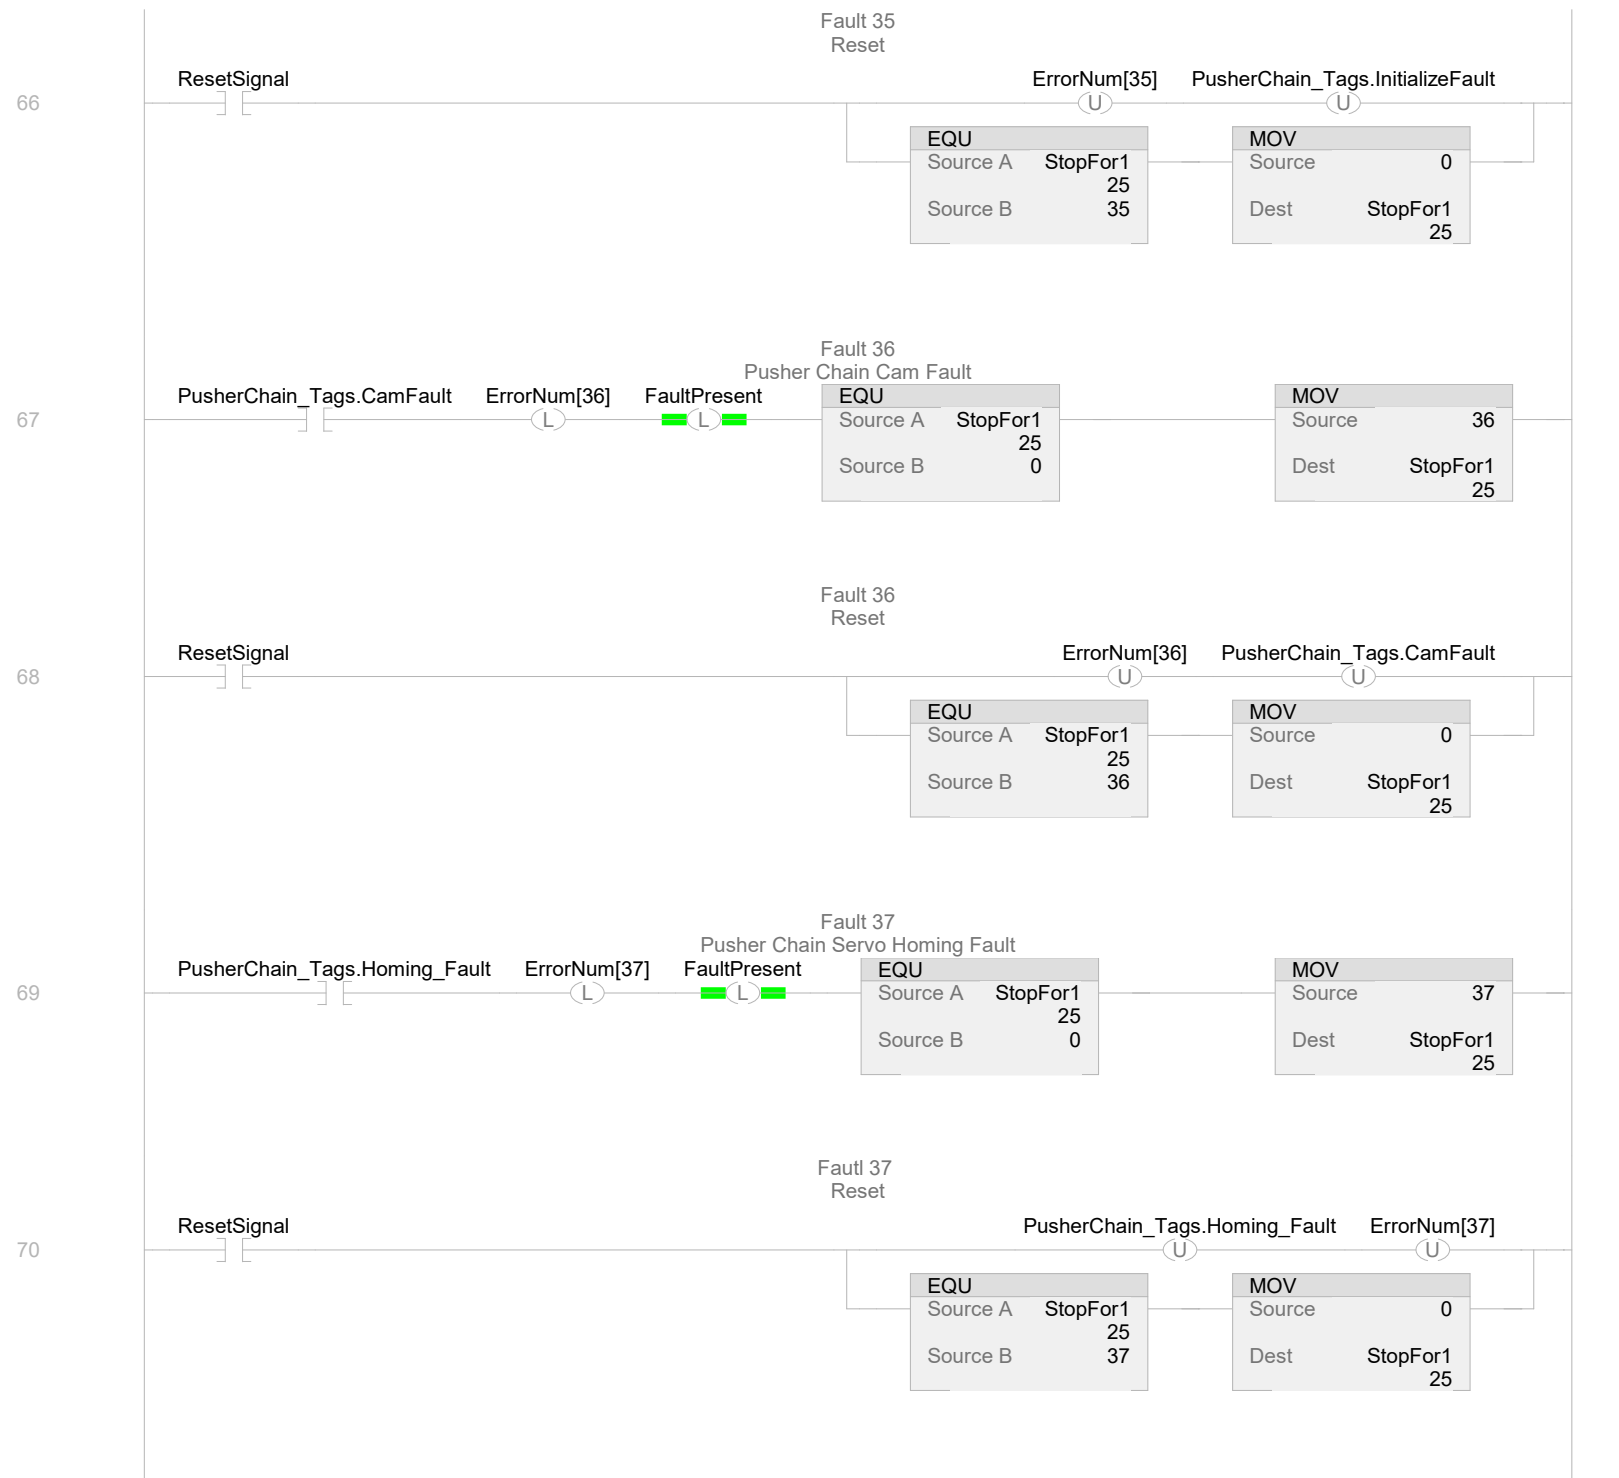 Fault 35
Reset
66
ResetSignal
ErrorNum[35]
PusherChain_Tags.InitializeFault
U
U
EQU
Source A StopFor1
25
Source B 35
MOV
Source 0
Dest StopFor1
25
Fault 36
Pusher Chain Cam Fault
67
PusherChain_Tags.CamFault
ErrorNum[36]
FaultPresent
L
L
EQU
Source A StopFor1
25
Source B 0
MOV
Source 36
Dest StopFor1
25
Fault 36
Reset
68
ResetSignal
ErrorNum[36]
PusherChain_Tags.CamFault
U
U
EQU
Source A StopFor1
25
Source B 36
MOV
Source 0
Dest StopFor1
25
Fault 37
Pusher Chain Servo Homing Fault
69
PusherChain_Tags.Homing_Fault
ErrorNum[37]
FaultPresent
L
L
EQU
Source A StopFor1
25
Source B 0
MOV
Source 37
Dest StopFor1
25
Fautl 37
Reset
70
ResetSignal
PusherChain_Tags.Homing_Fault
ErrorNum[37]
U
U
EQU
Source A StopFor1
25
Source B 37
MOV
Source 0
Dest StopFor1
25